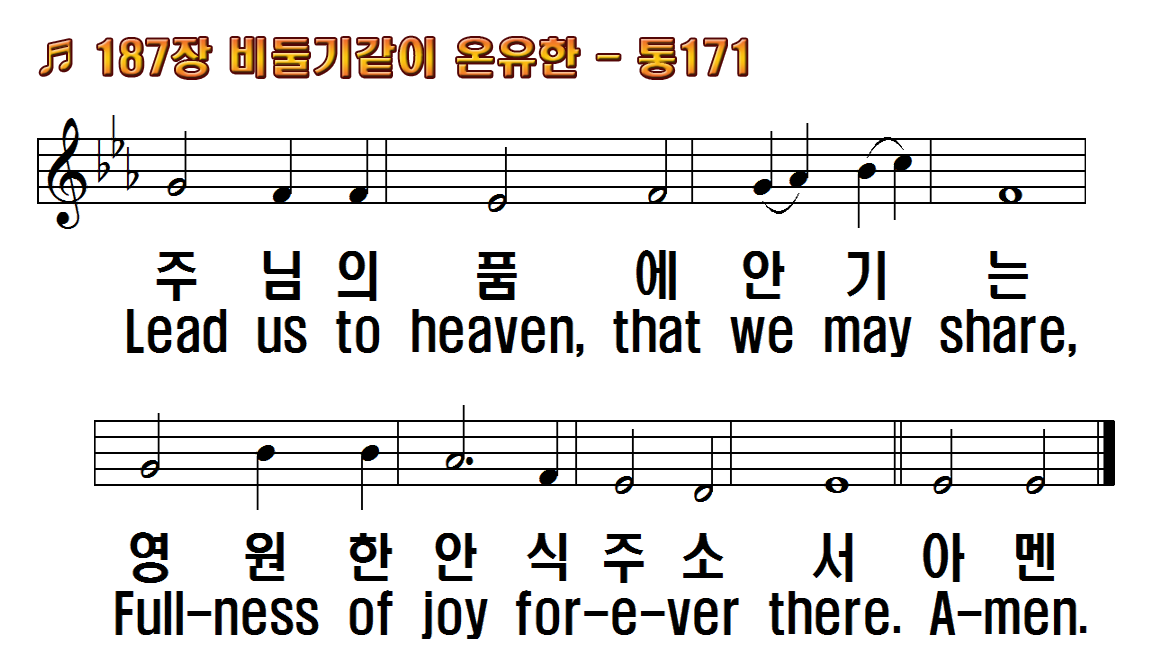 187장 비둘기같이 온유한 - 통171
주 님 의 품 에 안 기 는
Lead us to heaven, that we may share,
영 원 한 안 식 주 소 서 아 멘
Full-ness of joy for-e-ver there. A-men.